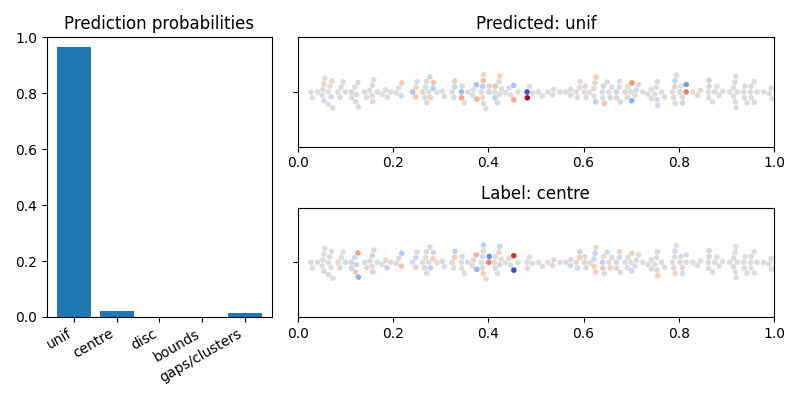 Prediction probabilities
1.0
0.8
0.6
0.4
0.2
0.0
unif
centre
disc
bounds
gaps/clusters
Predicted: unif
0.0 0.2 0.4 0.6 0.8 1.0
Label: centre
0.0 0.2 0.4 0.6 0.8 1.0